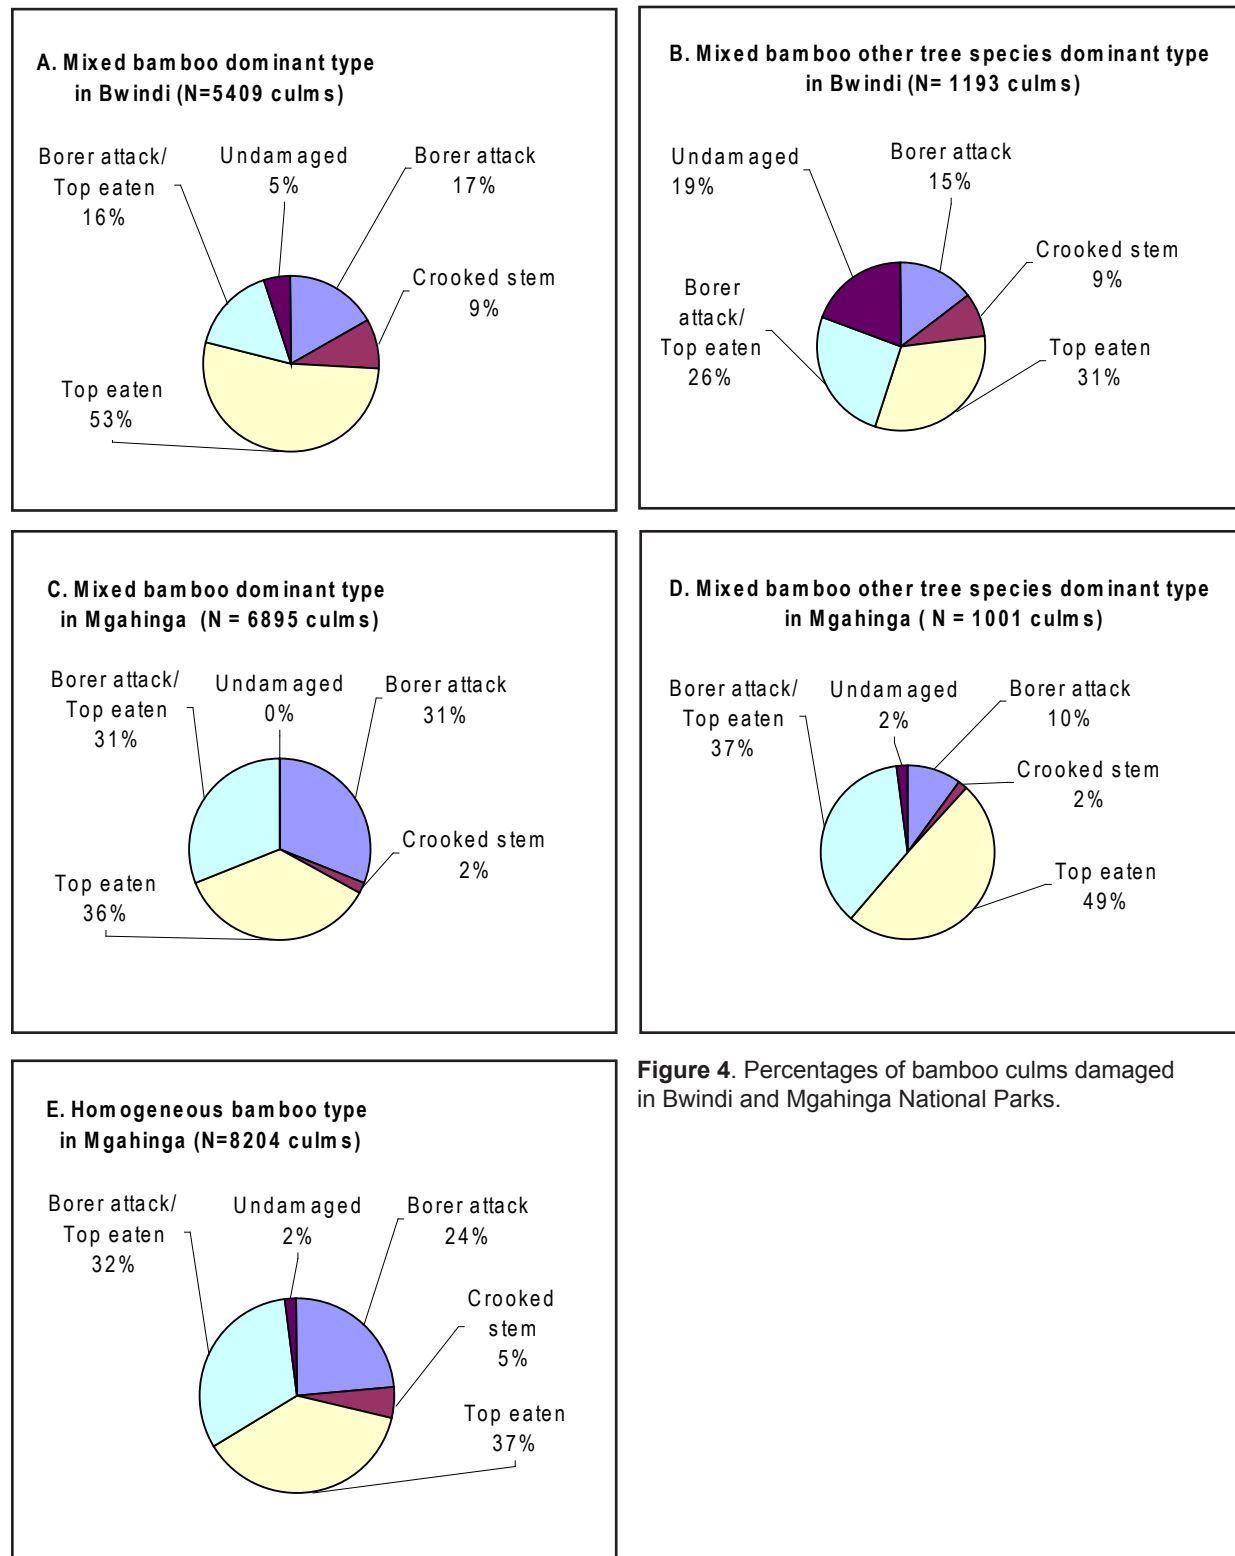 A. Mixed bamboo dominant type
in Bwindi (N=5409 culms)
Borer attack/
Top eaten
16%
Undamaged
5%
Borer attack
17%
Crooked stem
9%
Top eaten
53%
B. Mixed bamboo other tree species dominant type
in Bwindi (N= 1193 culms)
Undamaged
19%
Borer attack
15%
Crooked stem
9%
Borer
attack/
Top eaten
26%
Top eaten
31%
C. Mixed bamboo dominant type
in Mgahinga (N = 6895 culms)
Borer attack/
Top eaten
31%
Undamaged
0%
Borer attack
31%
Crooked stem
2%
Top eaten
36%
D. Mixed bamboo other tree species dominant type
in Mgahinga ( N = 1001 culms)
Borer attack/
Top eaten
37%
Undamaged
2%
Borer attack
10%
Crooked stem
2%
Top eaten
49%
E. Homogeneous bamboo type
in Mgahinga (N=8204 culms)
Borer attack/
Top eaten
32%
Undamaged
2%
Borer attack
24%
Crooked
stem
5%
Top eaten
37%
Figure 4. Percentages of bamboo culms damaged
in Bwindi and Mgahinga National Parks.